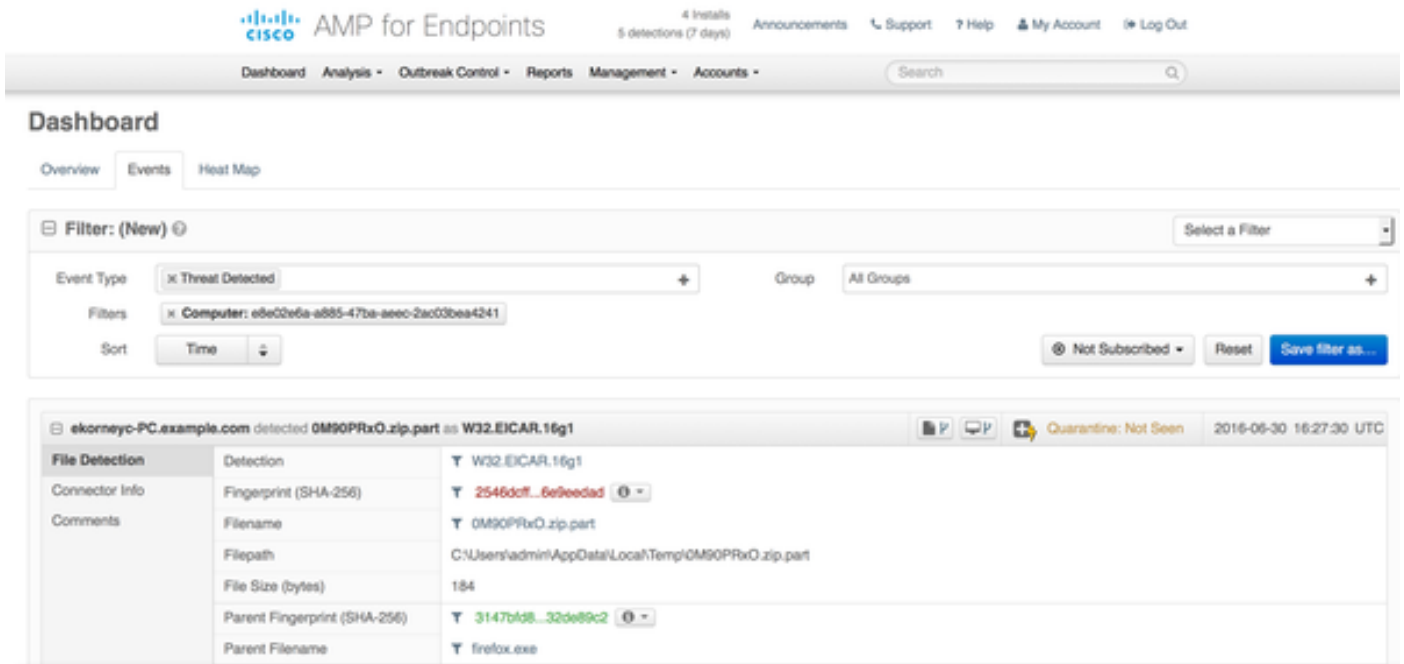 CISCO AMP for Endpoints
4 Installs
5 detections (7 days)
Announcements Support ? Help My Account Log Out
Dashboard Analysis Outbreak Control Reports Management Accounts Search
Dashboard
Overview Events Heat Map
Filter: (New) Select a Filter
Event Type × Threat Detected + Group All Groups +
Filters × Computer: e8e02e6a-a885-47ba-aeec-2ac03bea4241
Sort Time Not Subscribed Reset Save filter as...
ekorneyc-PC.example.com detected 0M90PRxO.zip.part as W32.EICAR.16g1 Quarantine: Not Seen 2016-06-30 16:27:30 UTC
File Detection Detection W32.EICAR.16g1
Connector Info Fingerprint (SHA-256) 2546dcff...6e9eedad
Comments Filename 0M90PRxO.zip.part
Filepath C:\Users\admin\AppData\Local\Temp\0M90PRxO.zip.part
File Size (bytes) 184
Parent Fingerprint (SHA-256) 3147bfd8...32de89c2
Parent Filename firefox.exe